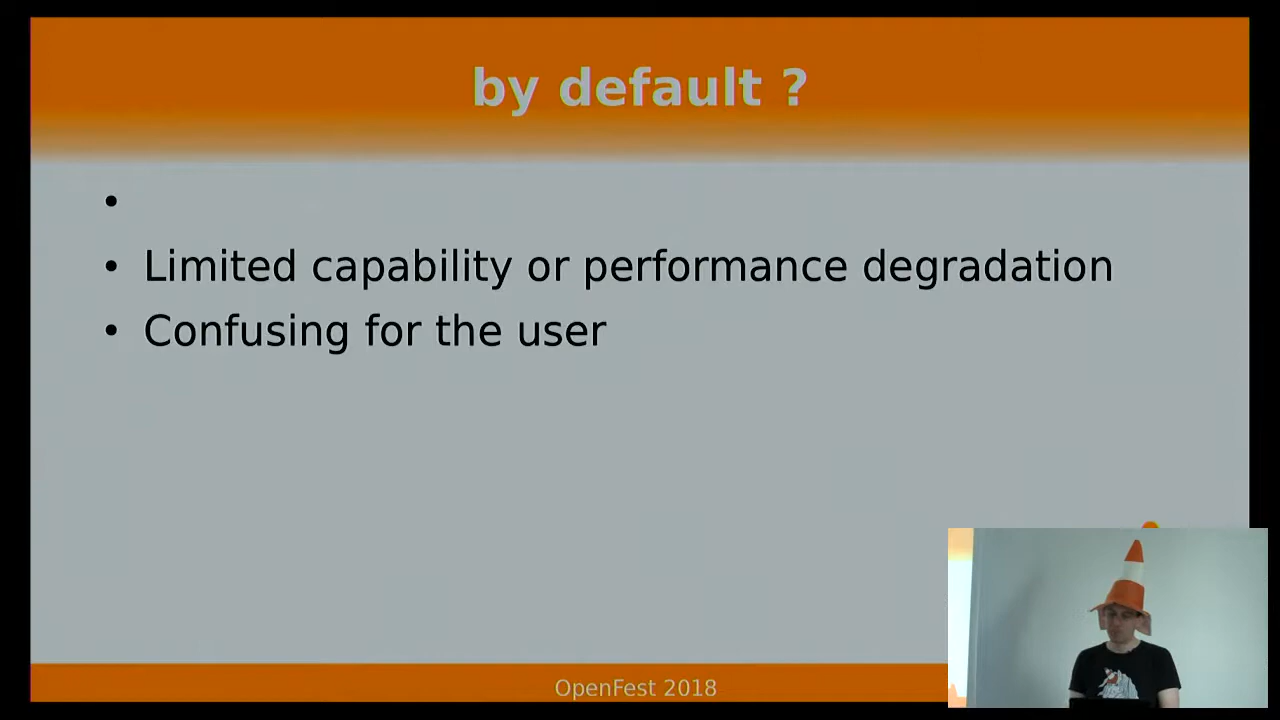 by default ?
•
• Limited capability or performance degradation
• Confusing for the user
OpenFest 2018